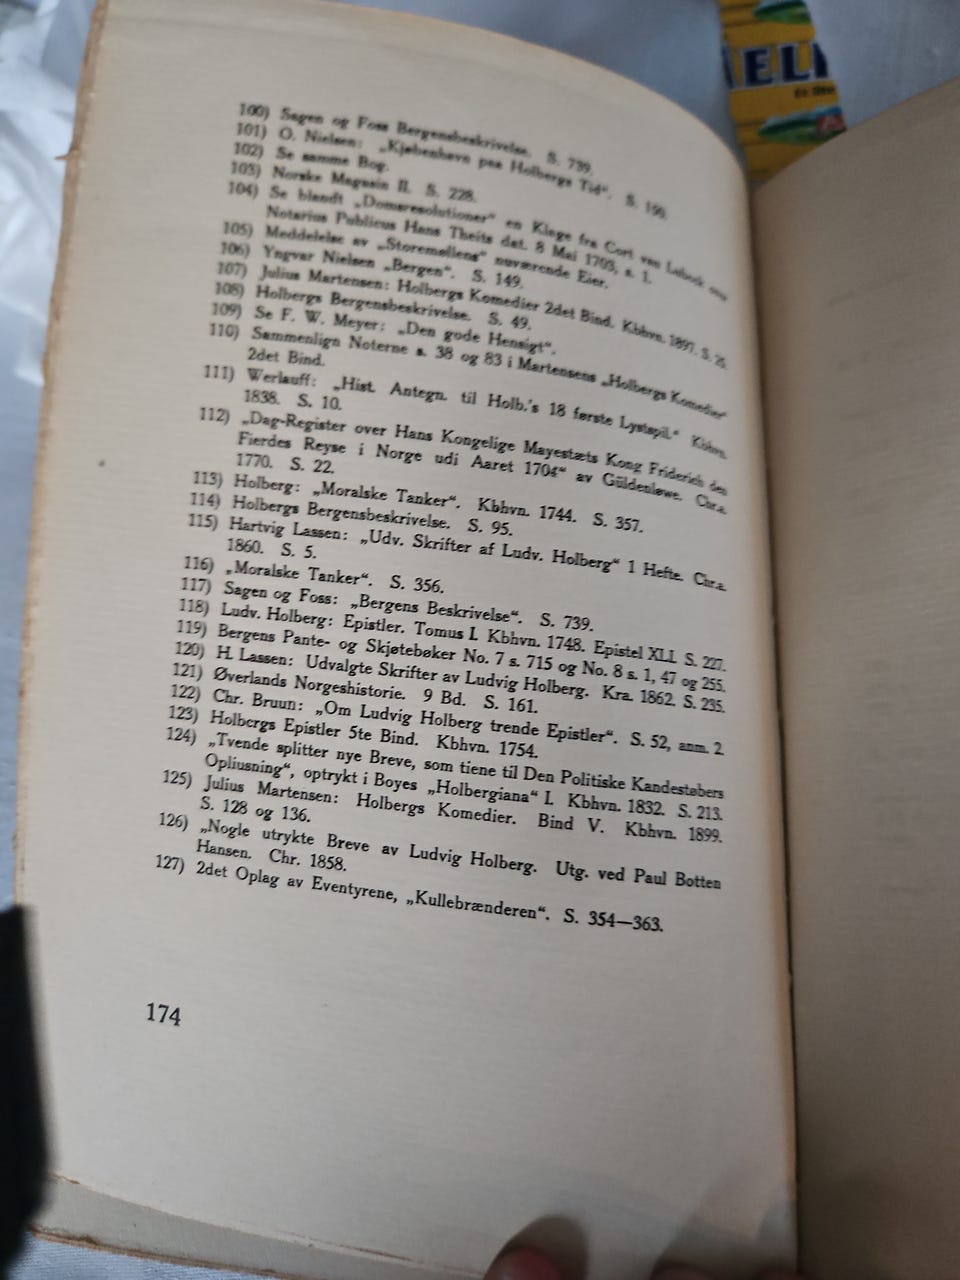 100) Sagen og Foss Bergensbeskrivelse. S. 739.
101) O. Nielsen: „Kjøbenhavn paa Holbergs Tid“. S. 190.
102) Se samme Bog.
103) Norske Magasin II. S. 228.
104) Se blandt „Domsresolutioner“ en Klage fra Cort van Lübeck
Notarius Publicus Hans Theits dat. 8 Mai 1703, s. 1.
105) Meddelelse av „Storemøllens“ nuværende Eier.
106) Yngvar Nielsen „Bergen“. S. 149.
107) Julius Martensen: Holbergs Komedier 2det Bind. Kbhvn. 1897. S. 25.
108) Holbergs Bergensbeskrivelse. S. 49.
109) Se F. W. Meyer: „Den gode Hensigt“.
110) Sammenlign Noterne s. 38 og 83 i Martensens „Holbergs Komedier“
2det Bind.
111) Werlauff: „Hist. Antegn. til Holb.'s 18 første Lystspil.“ Kbhvn.
1838. S. 10.
112) „Dag-Register over Hans Kongelige Mayestæts Kong Friderich den
Fierdes Reyse i Norge udi Aaret 1704“ av Güldenløwe. Chr.a.
1770. S. 22.
113) Holberg: „Moralske Tanker“. Kbhvn. 1744. S. 357.
114) Holbergs Bergensbeskrivelse. S. 95.
115) Hartvig Lassen: „Udv. Skrifter af Ludv. Holberg“ 1 Hefte. Chr.a.
1860. S. 5.
116) „Moralske Tanker“. S. 356.
117) Sagen og Foss: „Bergens Beskrivelse“. S. 739.
118) Ludv. Holberg: Epistler. Tomus I. Kbhvn. 1748. Epistel XLI. S. 227.
119) Bergens Pante- og Skjøtebøker No. 7 s. 715 og No. 8 s. 1, 47 og 255.
120) H. Lassen: Udvalgte Skrifter av Ludvig Holberg. Kra. 1862. S. 235.
121) Øverlands Norgeshistorie. 9 Bd. S. 161.
122) Chr. Bruun: „Om Ludvig Holberg trende Epistler“. S. 52, anm. 2.
123) Holbergs Epistler 5te Bind. Kbhvn. 1754.
124) „Tvende splitter nye Breve, som tiene til Den Politiske Kandestøbers
Opliusning“, optrykt i Boyes „Holbergiana“ I. Kbhvn. 1832. S. 213.
125) Julius Martensen: Holbergs Komedier. Bind V. Kbhvn. 1899.
S. 128 og 136.
126) „Nogle utrykte Breve av Ludvig Holberg. Utg. ved Paul Botten
Hansen. Chr. 1858.
127) 2det Oplag av Eventyrene, „Kullebrænderen“. S. 354—363.
174